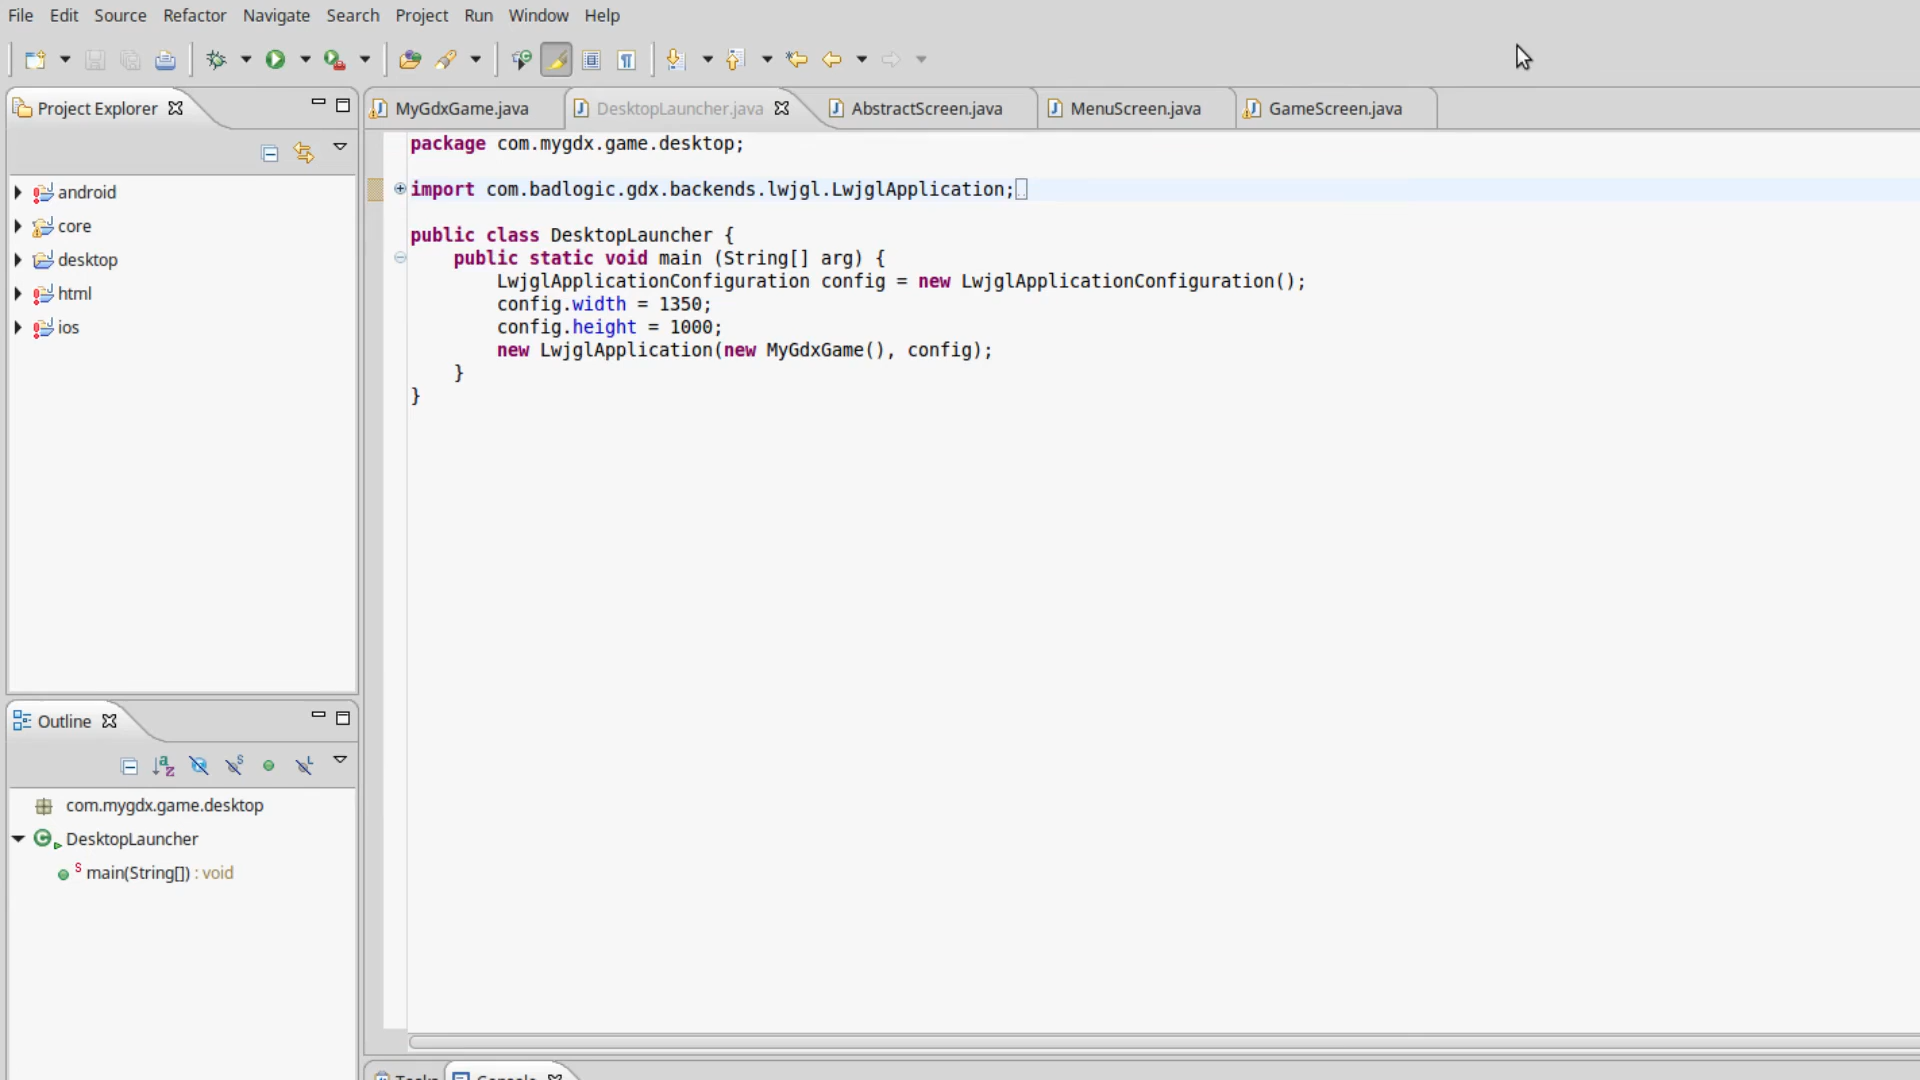 File Edit Source Refactor Navigate Search Project Run Window Help
Project Explorer
MyGdxGame.java DesktopLauncher.java AbstractScreen.java MenuScreen.java GameScreen.java
android
core
desktop
html
ios
package com.mygdx.game.desktop;
import com.badlogic.gdx.backends.lwjgl.LwjglApplication;
public class DesktopLauncher {
public static void main (String[] arg) {
LwjglApplicationConfiguration config = new LwjglApplicationConfiguration();
config.width = 1350;
config.height = 1000;
new LwjglApplication(new MyGdxGame(), config);
}
}
Outline
com.mygdx.game.desktop
DesktopLauncher
main(String[]) : void
Tasks Console